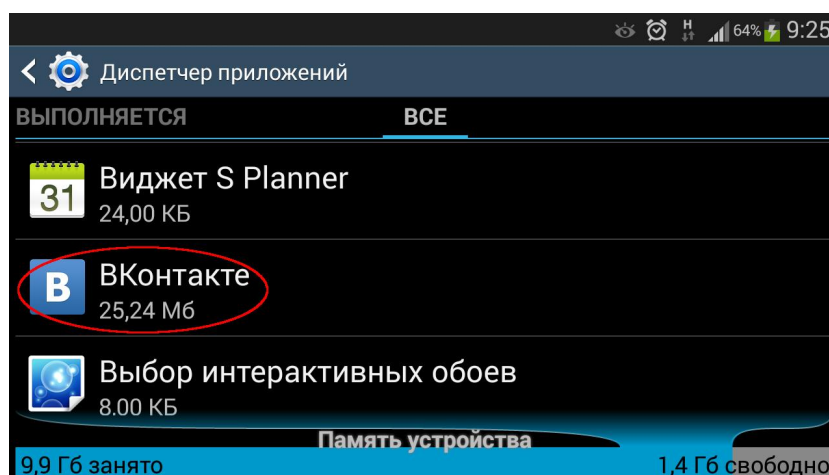 H 64% 9:25
Диспетчер приложений
ВЫПОЛНЯЕТСЯ ВСЕ
31 Виджет S Planner
24,00 КБ
B ВКонтакте
25,24 Мб
Выбор интерактивных обоев
8.00 КБ
Память устройства
9,9 Гб занято 1,4 Гб свободно